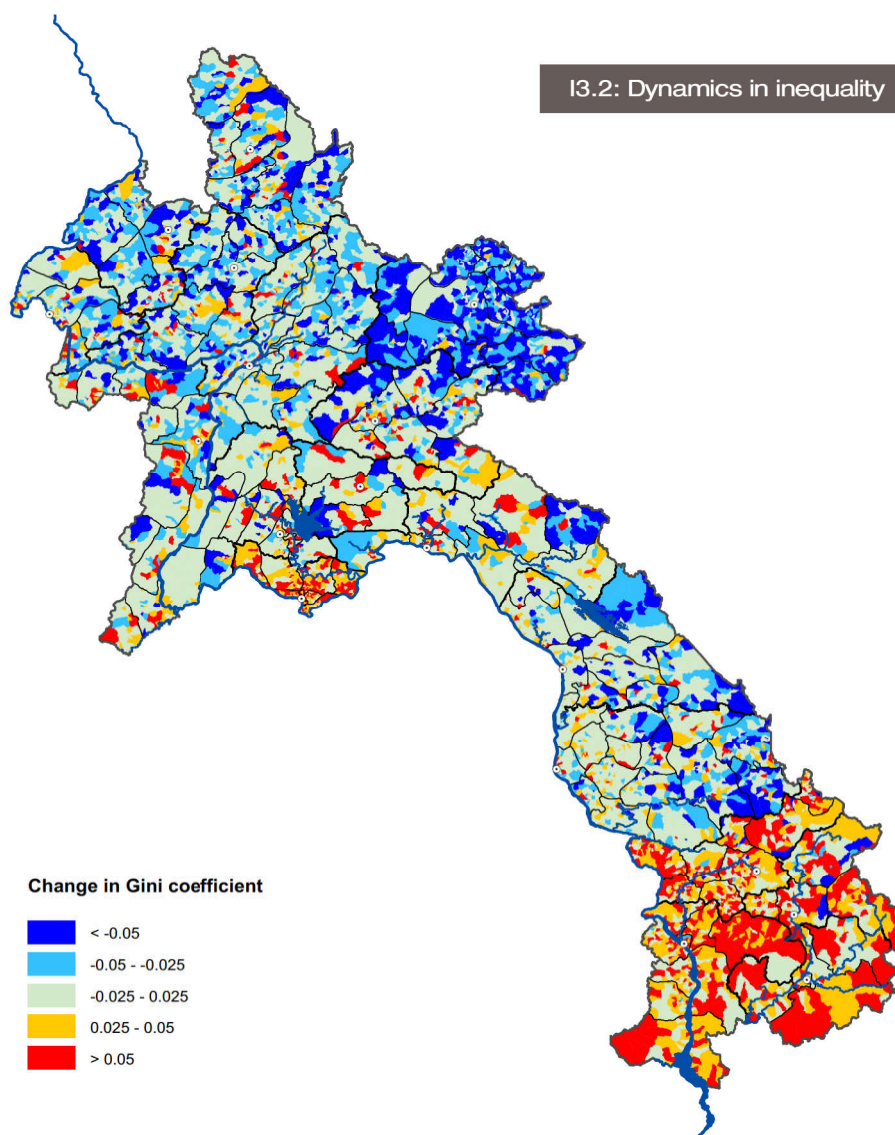 I3.2: Dynamics in inequality
Change in Gini coefficient
< -0.05
-0.05 - -0.025
-0.025 - 0.025
0.025 - 0.05
> 0.05